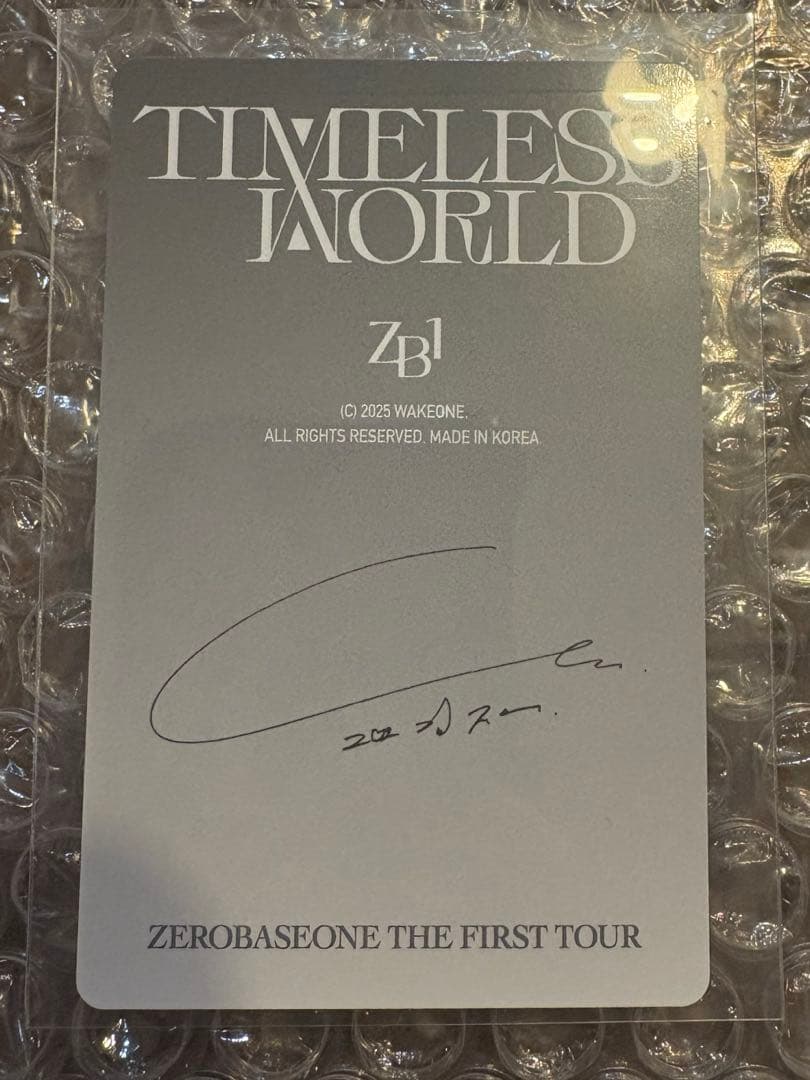 TIMELESS
WORLD
ZB1
(C) 2025 WAKEONE.
ALL RIGHTS RESERVED. MADE IN KOREA
ZEROBASEONE THE FIRST TOUR